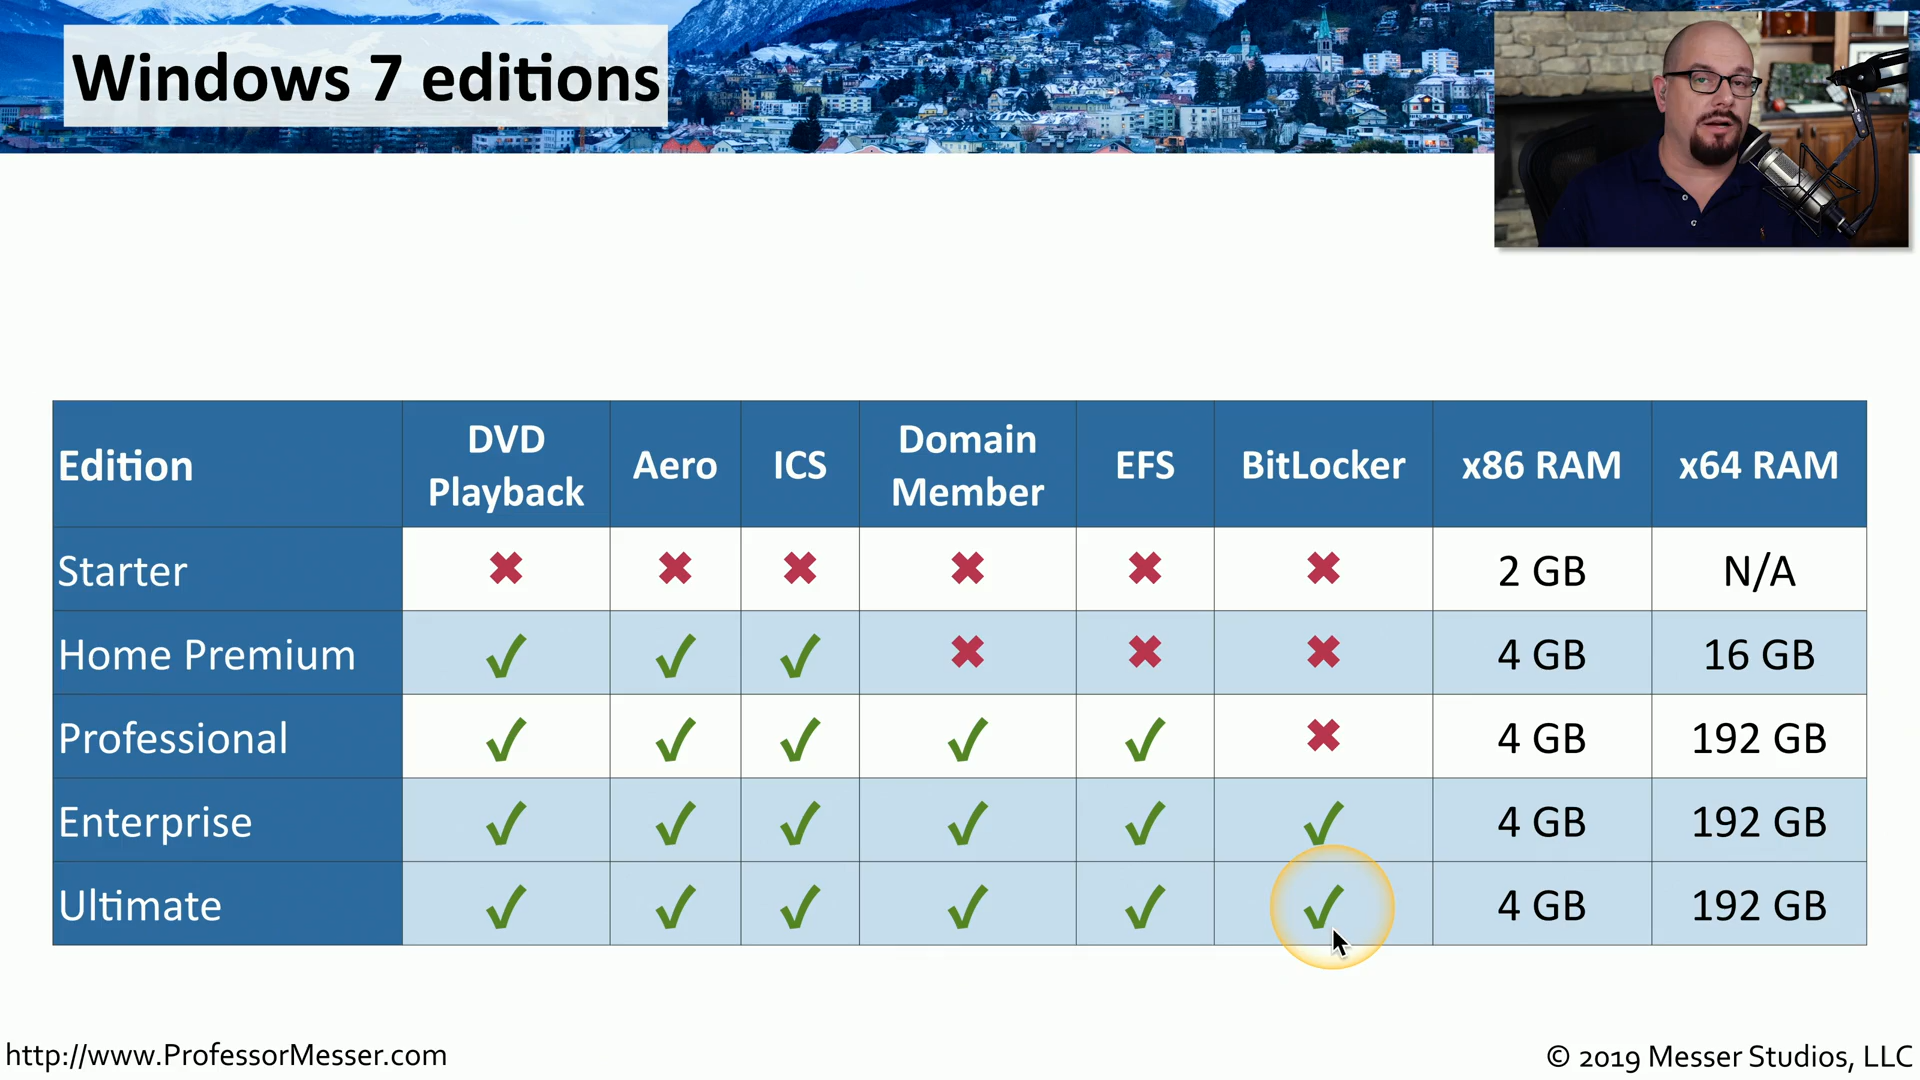 Windows 7 editions
Edition DVD Playback Aero ICS Domain Member EFS BitLocker x86 RAM x64 RAM
Starter ✖ ✖ ✖ ✖ ✖ ✖ 2 GB N/A
Home Premium ✓ ✓ ✓ ✖ ✖ ✖ 4 GB 16 GB
Professional ✓ ✓ ✓ ✓ ✓ ✖ 4 GB 192 GB
Enterprise ✓ ✓ ✓ ✓ ✓ ✓ 4 GB 192 GB
Ultimate ✓ ✓ ✓ ✓ ✓ ✓ 4 GB 192 GB
http://www.ProfessorMesser.com
© 2019 Messer Studios, LLC